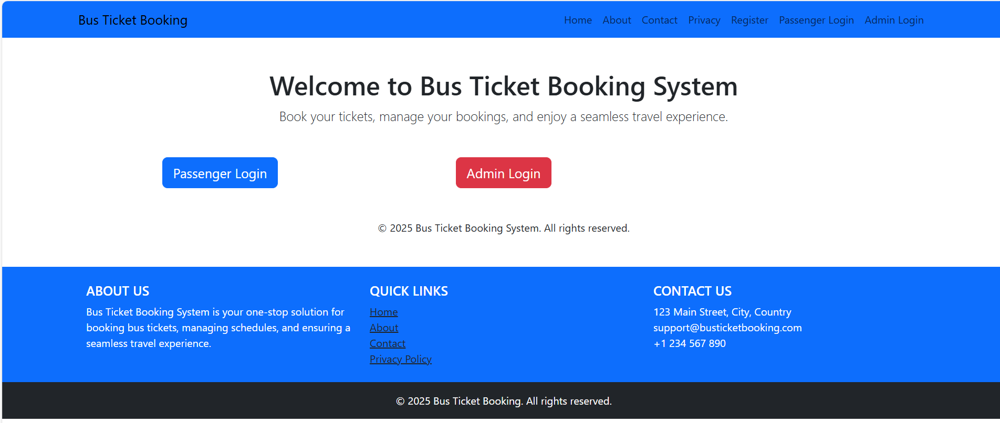 Bus Ticket Booking
Home About Contact Privacy Register Passenger Login Admin Login
Welcome to Bus Ticket Booking System
Book your tickets, manage your bookings, and enjoy a seamless travel experience.
Passenger Login
Admin Login
© 2025 Bus Ticket Booking System. All rights reserved.
ABOUT US
Bus Ticket Booking System is your one-stop solution for
booking bus tickets, managing schedules, and ensuring a
seamless travel experience.
QUICK LINKS
Home
About
Contact
Privacy Policy
CONTACT US
123 Main Street, City, Country
support@busticketbooking.com
+1 234 567 890
© 2025 Bus Ticket Booking. All rights reserved.